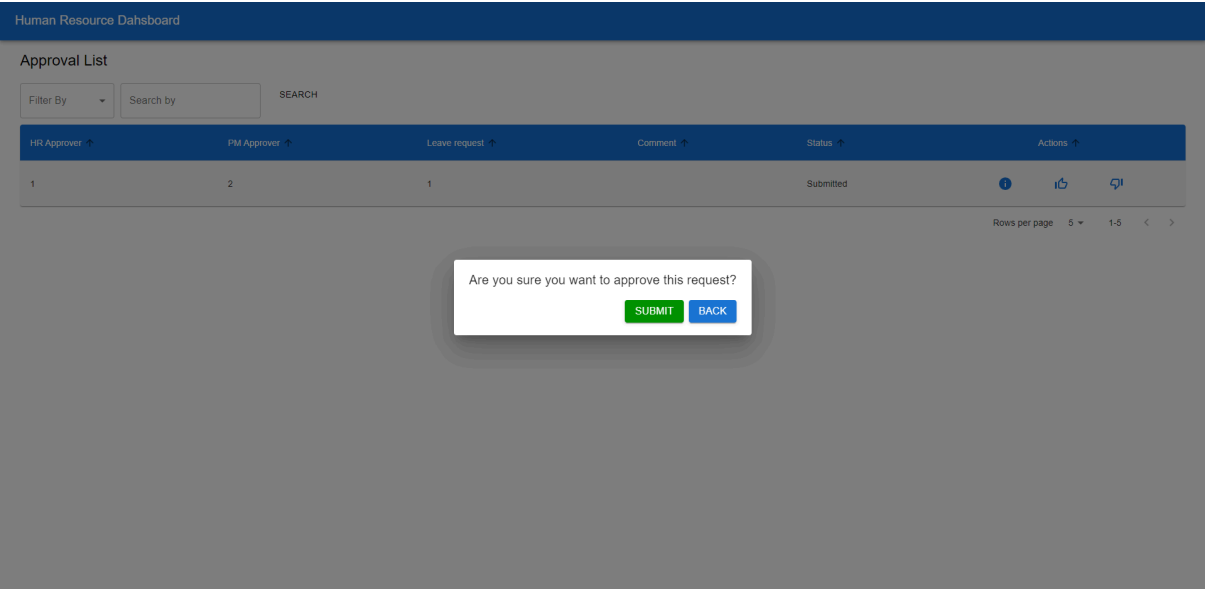 Human Resource Dahsboard
Approval List
Filter By Search by SEARCH
HR Approver PM Approver Leave request Comment Status Actions
1 2 1 Submitted
Rows per page 5 1-5
Are you sure you want to approve this request?
SUBMIT BACK